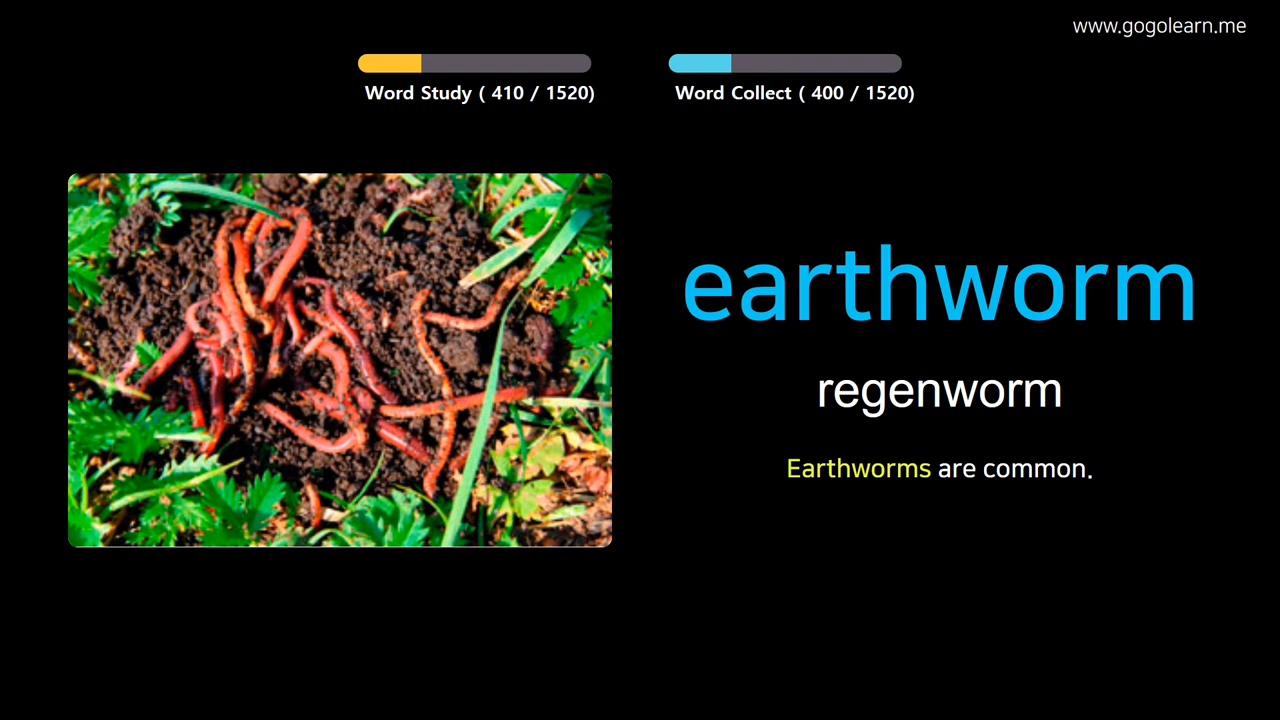 www.gogolearn.me
Word Study ( 410 / 1520)
Word Collect ( 400 / 1520)
earthworm
regenworm
Earthworms are common.